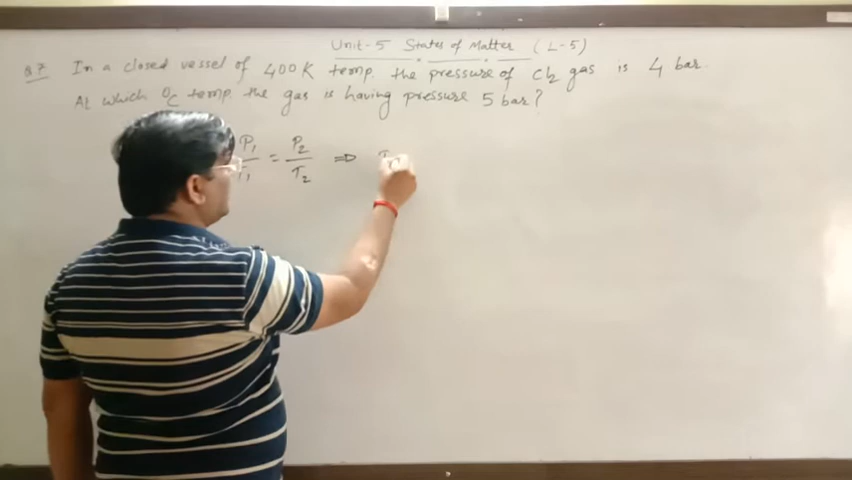 Unit-5 States of Matter (L-5)
Q.7 In a closed vessel of 400K temp. the pressure of Cl2 gas is 4 bar.
At which °C temp. the gas is having pressure 5 bar?
P1/T1 = P2/T2 ⇒